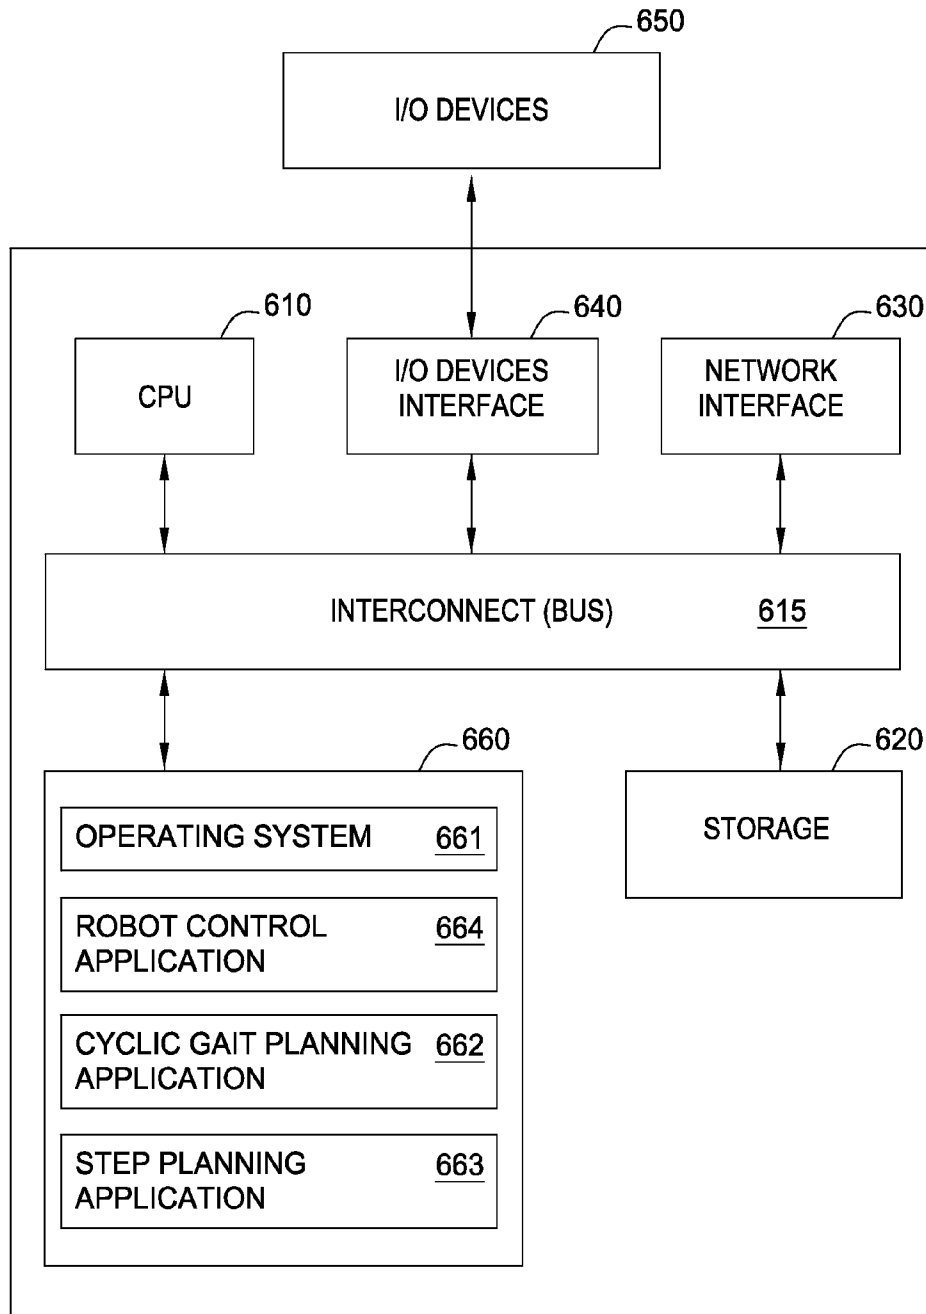 650
I/O DEVICES
610
640
630
CPU
I/O DEVICES
INTERFACE
NETWORK
INTERFACE
INTERCONNECT (BUS) 615
660
620
OPERATING SYSTEM 661
ROBOT CONTROL 664
APPLICATION
CYCLIC GAIT PLANNING 662
APPLICATION
STEP PLANNING 663
APPLICATION
STORAGE